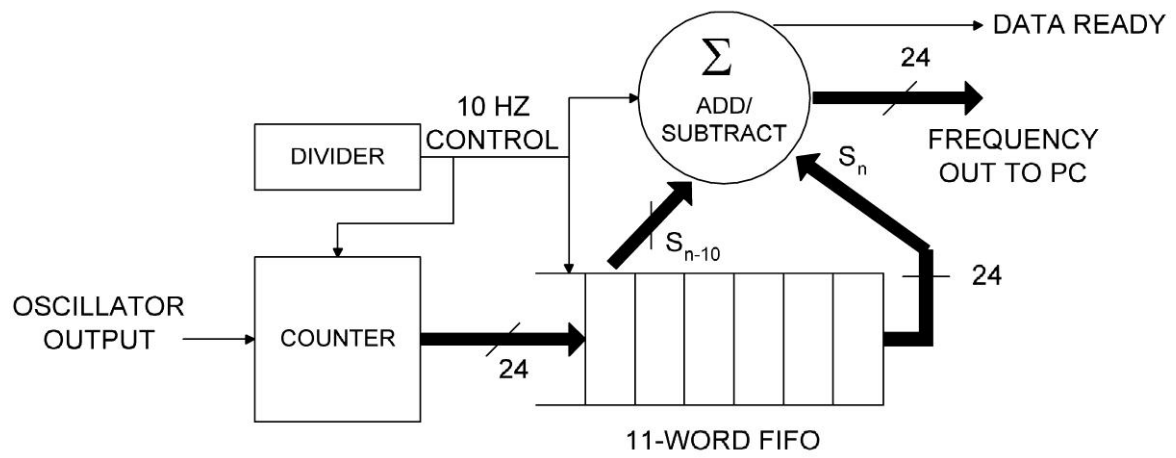 DATA READY
24
Σ
ADD/
SUBTRACT
10 HZ
CONTROL
DIVIDER
FREQUENCY
OUT TO PC
Sn
Sn-10
24
OSCILLATOR
OUTPUT
COUNTER
24
11-WORD FIFO